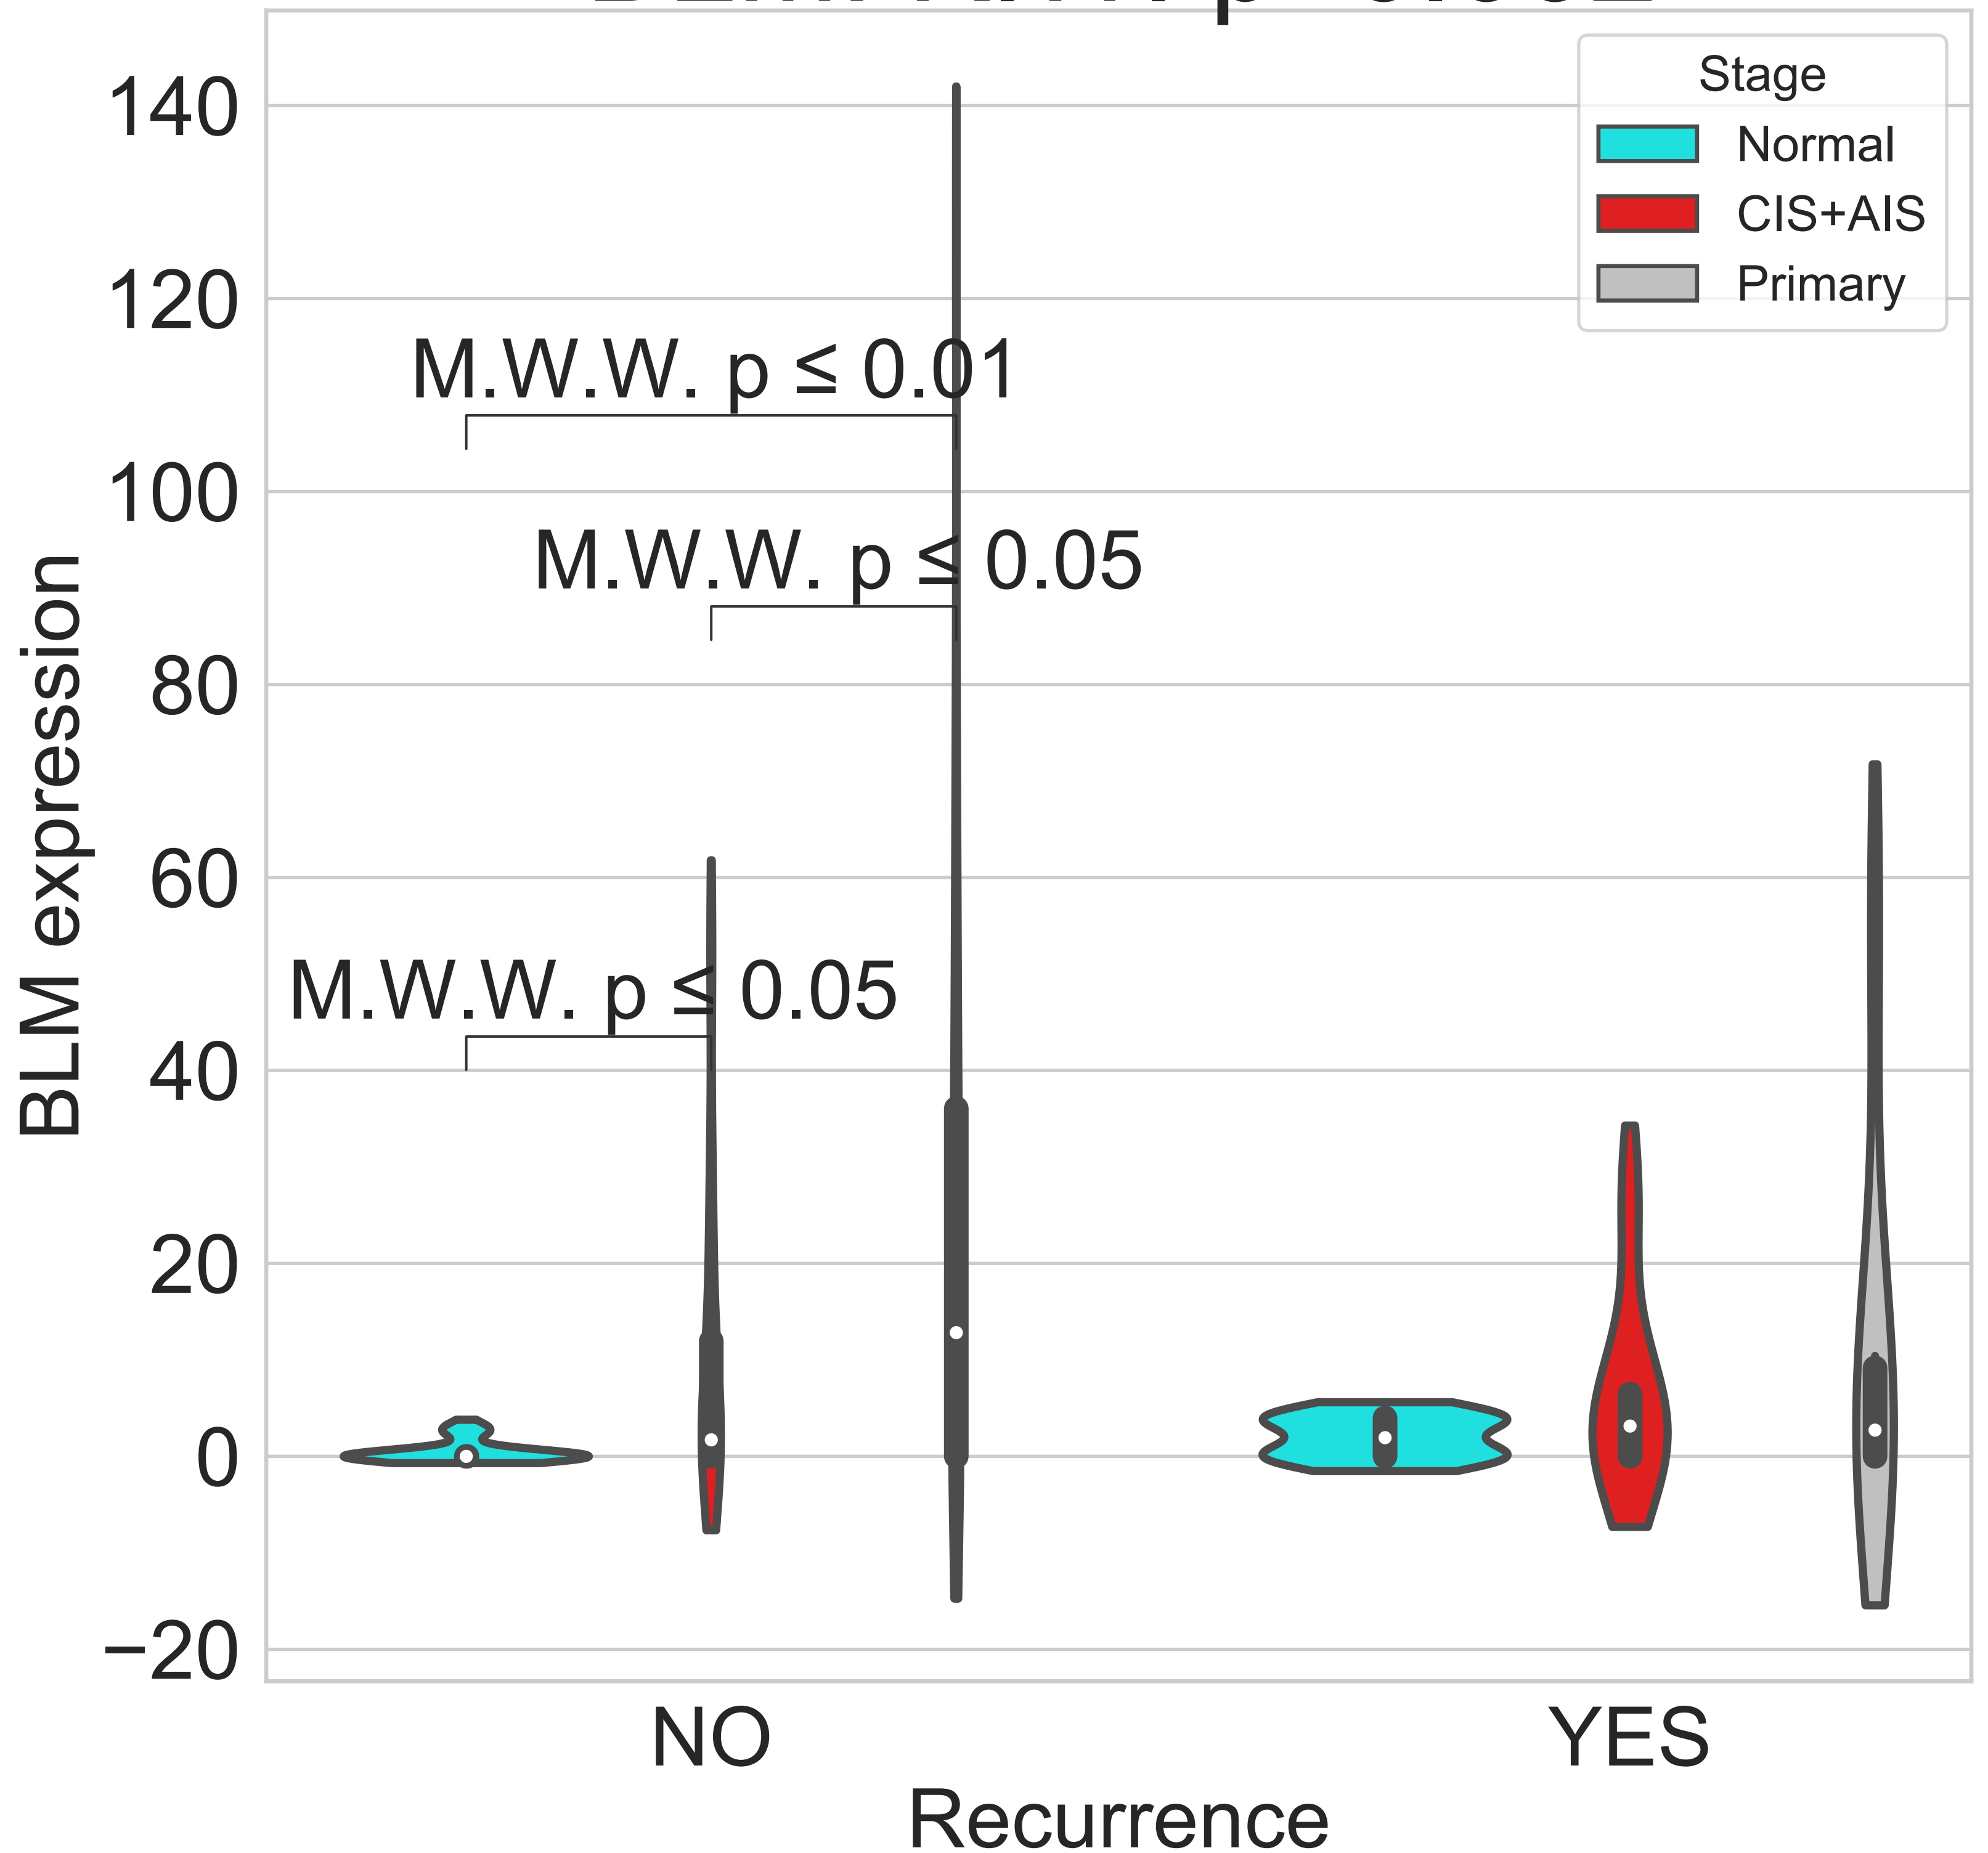 140
120
100
80
60
40
20
0
−20
BLM expression
Stage
Normal
CIS+AIS
Primary
M.W.W. p ≤ 0.01
M.W.W. p ≤ 0.05
M.W.W. p ≤ 0.05
NO
YES
Recurrence